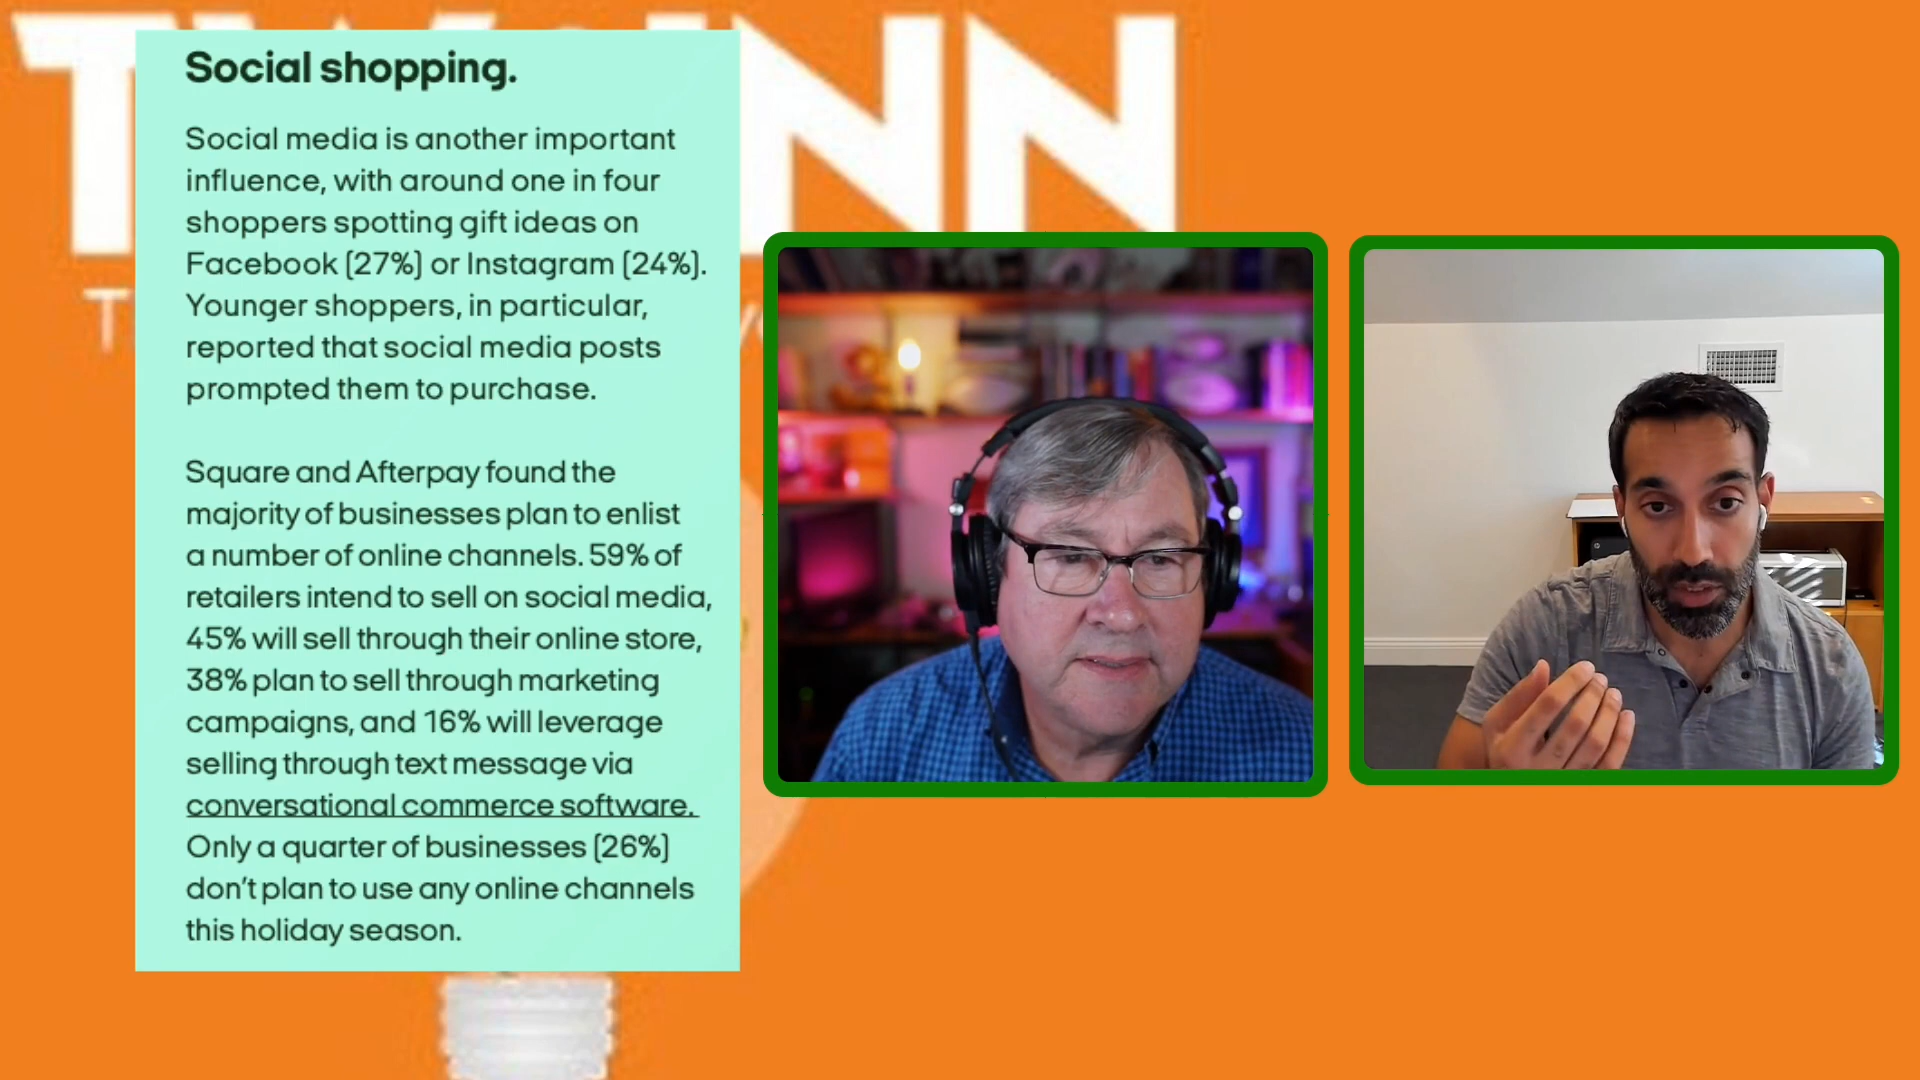 Social shopping.
Social media is another important
influence, with around one in four
shoppers spotting gift ideas on
Facebook (27%) or Instagram (24%).
Younger shoppers, in particular,
reported that social media posts
prompted them to purchase.
Square and Afterpay found the
majority of businesses plan to enlist
a number of online channels. 59% of
retailers intend to sell on social media,
45% will sell through their online store,
38% plan to sell through marketing
campaigns, and 16% will leverage
selling through text message via
conversational commerce software.
Only a quarter of businesses (26%)
don't plan to use any online channels
this holiday season.